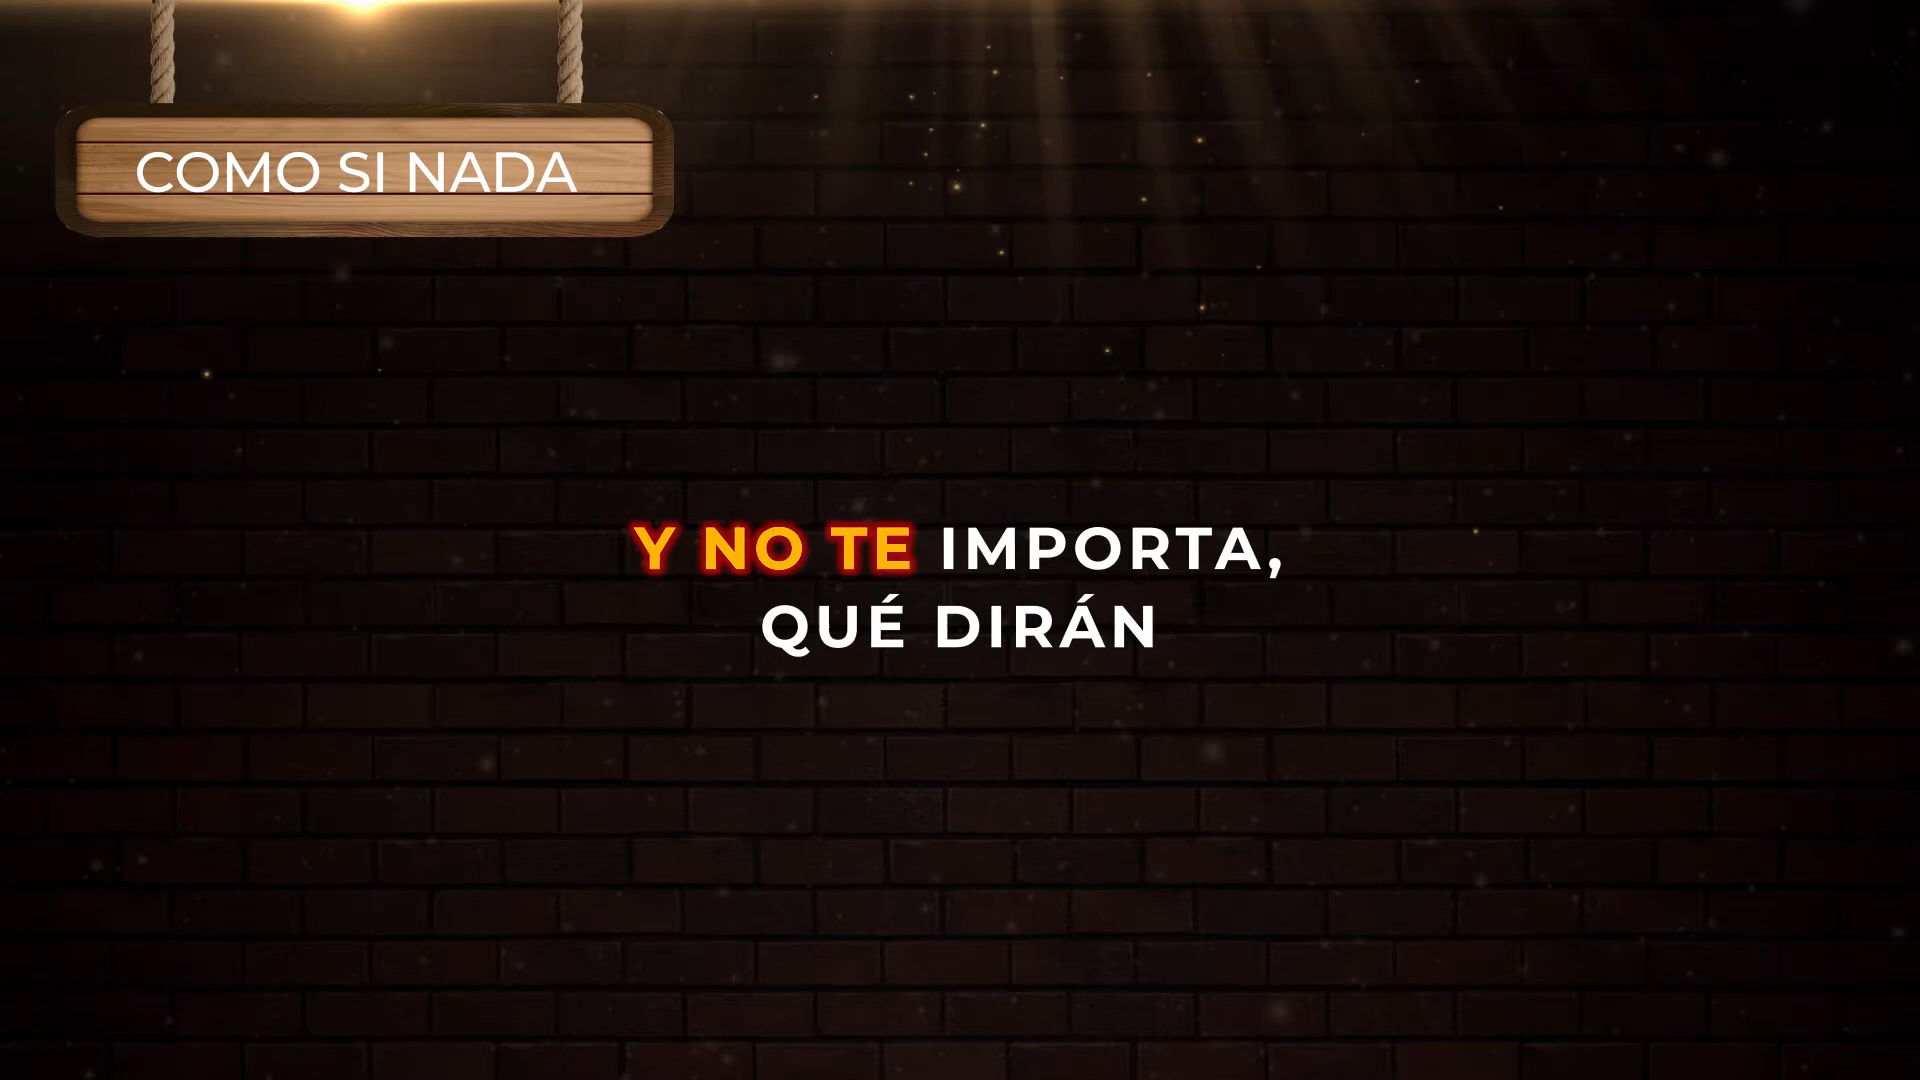 COMO SI NADA
Y NO TE IMPORTA,
QUÉ DIRÁN